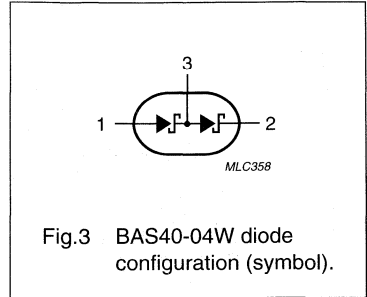 3
1
2
MLC358
Fig.3 BAS40-04W diode
configuration (symbol).